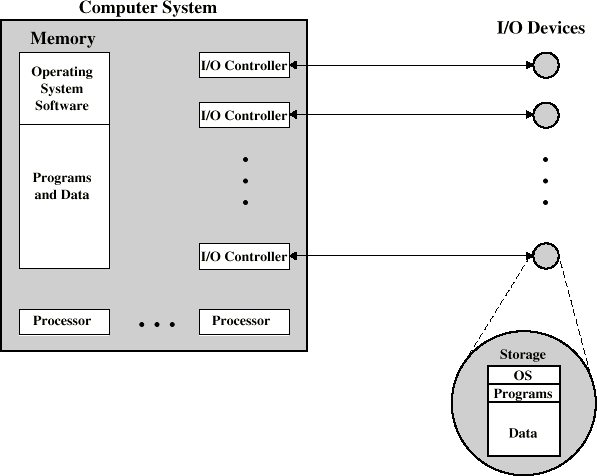 Computer System
I/O Devices
Memory
Operating
System
Software
Programs
and Data
I/O Controller
I/O Controller
I/O Controller
Processor
Processor
Storage
OS
Programs
Data